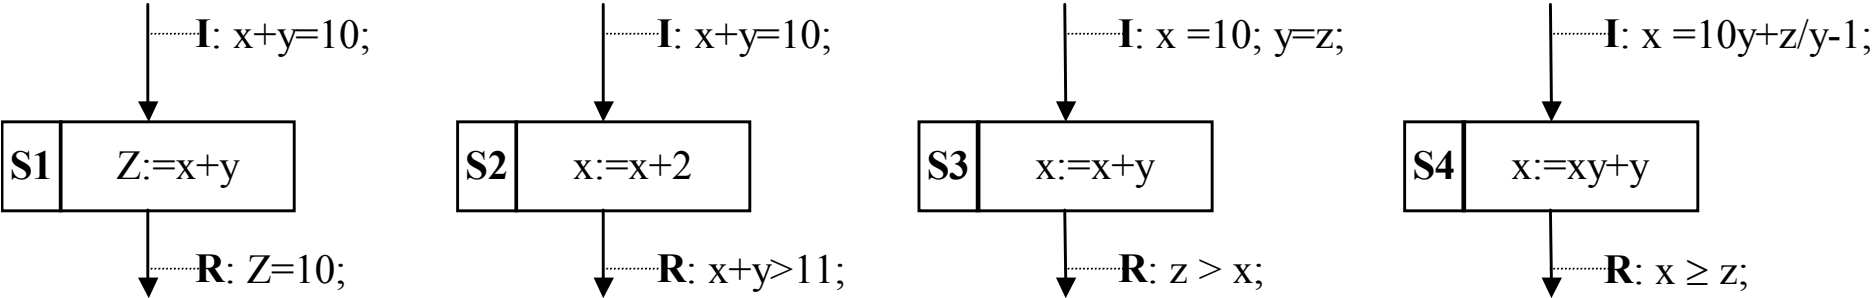 I: x+y=10;
I: x+y=10;
I: x =10; y=z;
I: x =10y+z/y-1;
S1 Z:=x+y
S2 x:=x+2
S3 x:=x+y
S4 x:=xy+y
R: Z=10;
R: x+y>11;
R: z > x;
R: x ≥ z;